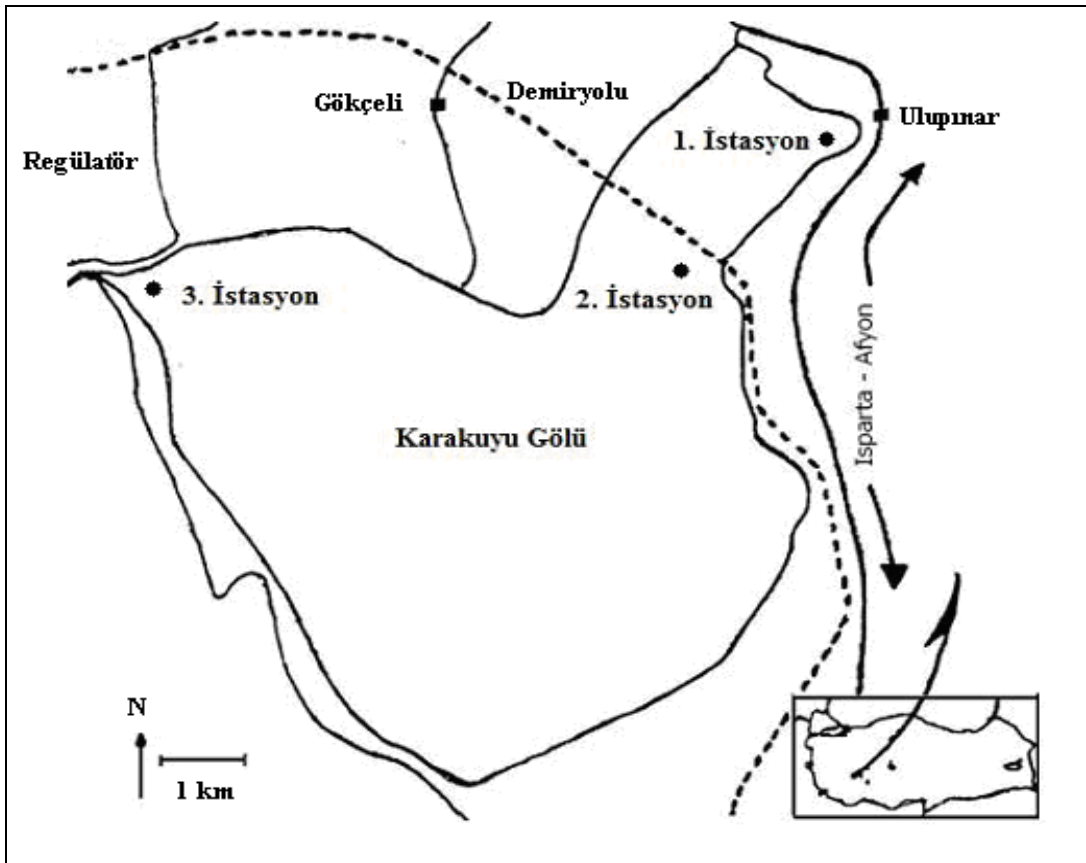 Gökçeli
Demiryolu
Ulupınar
1. İstasyon
Regülatör
3. İstasyon
2. İstasyon
Isparta - Afyon
Karakuyu Gölü
N
1 km